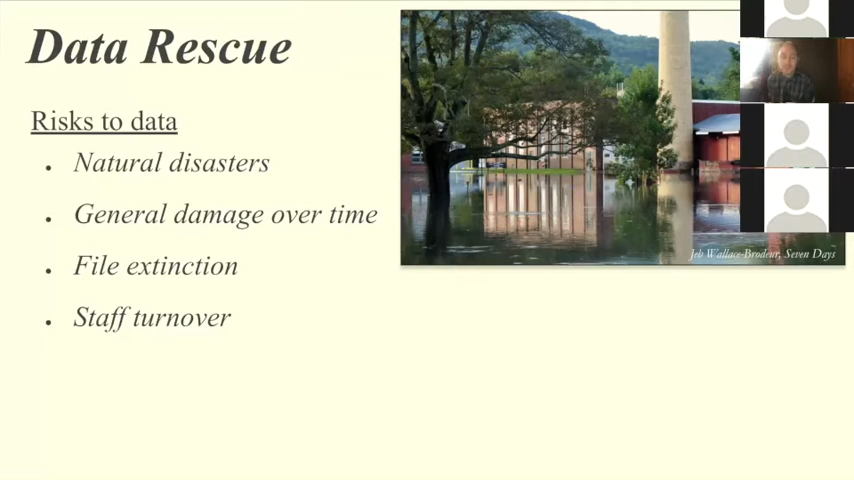 Data Rescue
Risks to data
Natural disasters
General damage over time
File extinction
Staff turnover
Jeb Wallace-Brodeur, Seven Days